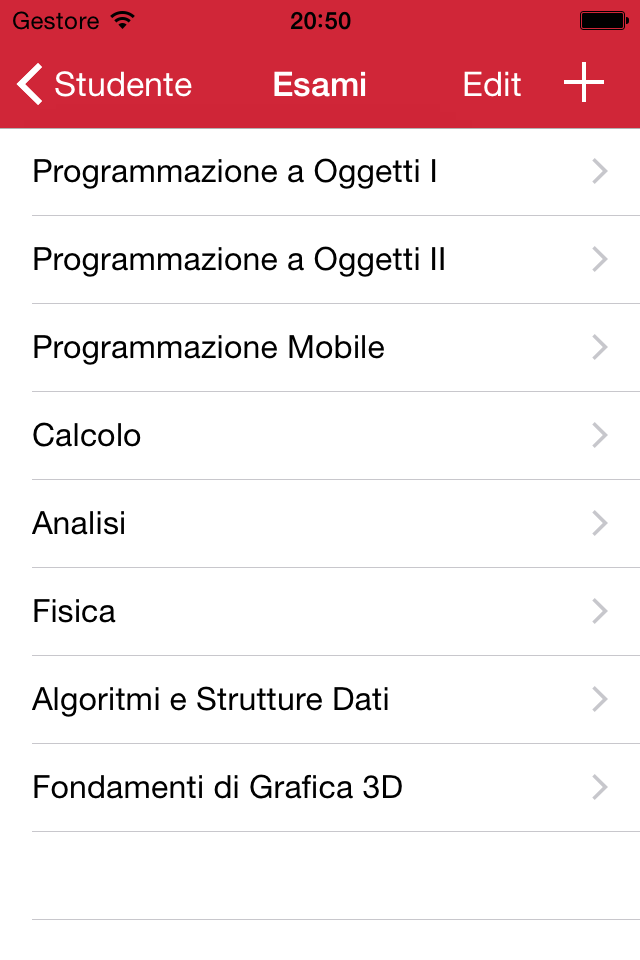 Gestore 20:50
Studente Esami Edit
Programmazione a Oggetti I
Programmazione a Oggetti II
Programmazione Mobile
Calcolo
Analisi
Fisica
Algoritmi e Strutture Dati
Fondamenti di Grafica 3D